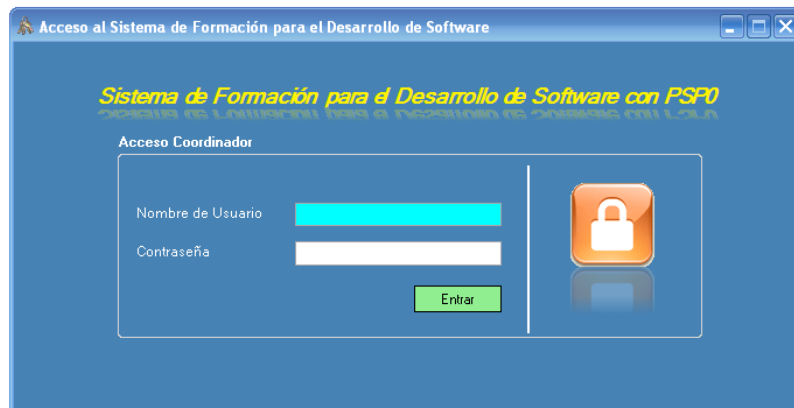 Acceso al Sistema de Formación para el Desarrollo de Software
Sistema de Formación para el Desarrollo de Software con PSP0
Acceso Coordinador
Nombre de Usuario
Contraseña
Entrar